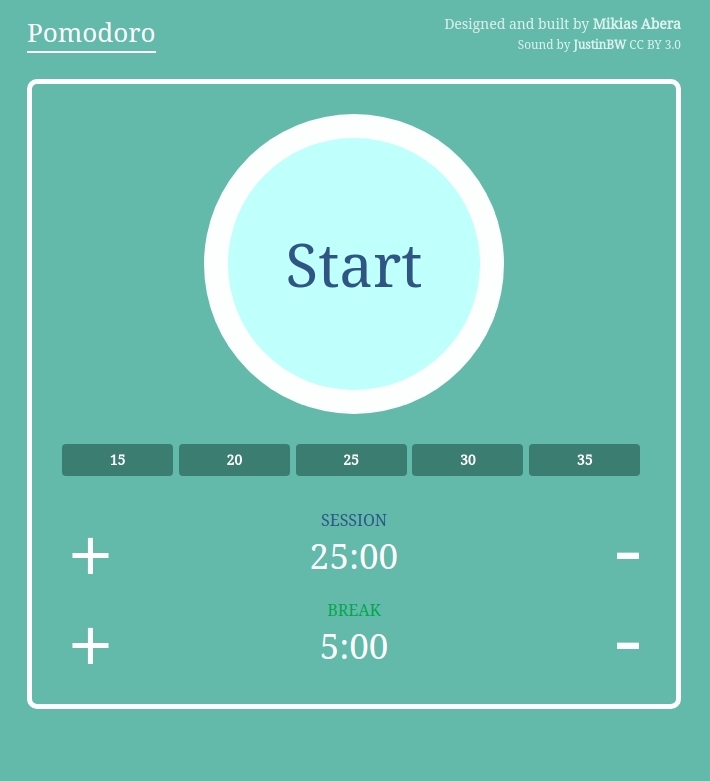 Pomodoro
Designed and built by Mikias Abera
Sound by JustinBW CC BY 3.0
Start
15 20 25 30 35
SESSION
+ 25:00 -
BREAK
+ 5:00 -